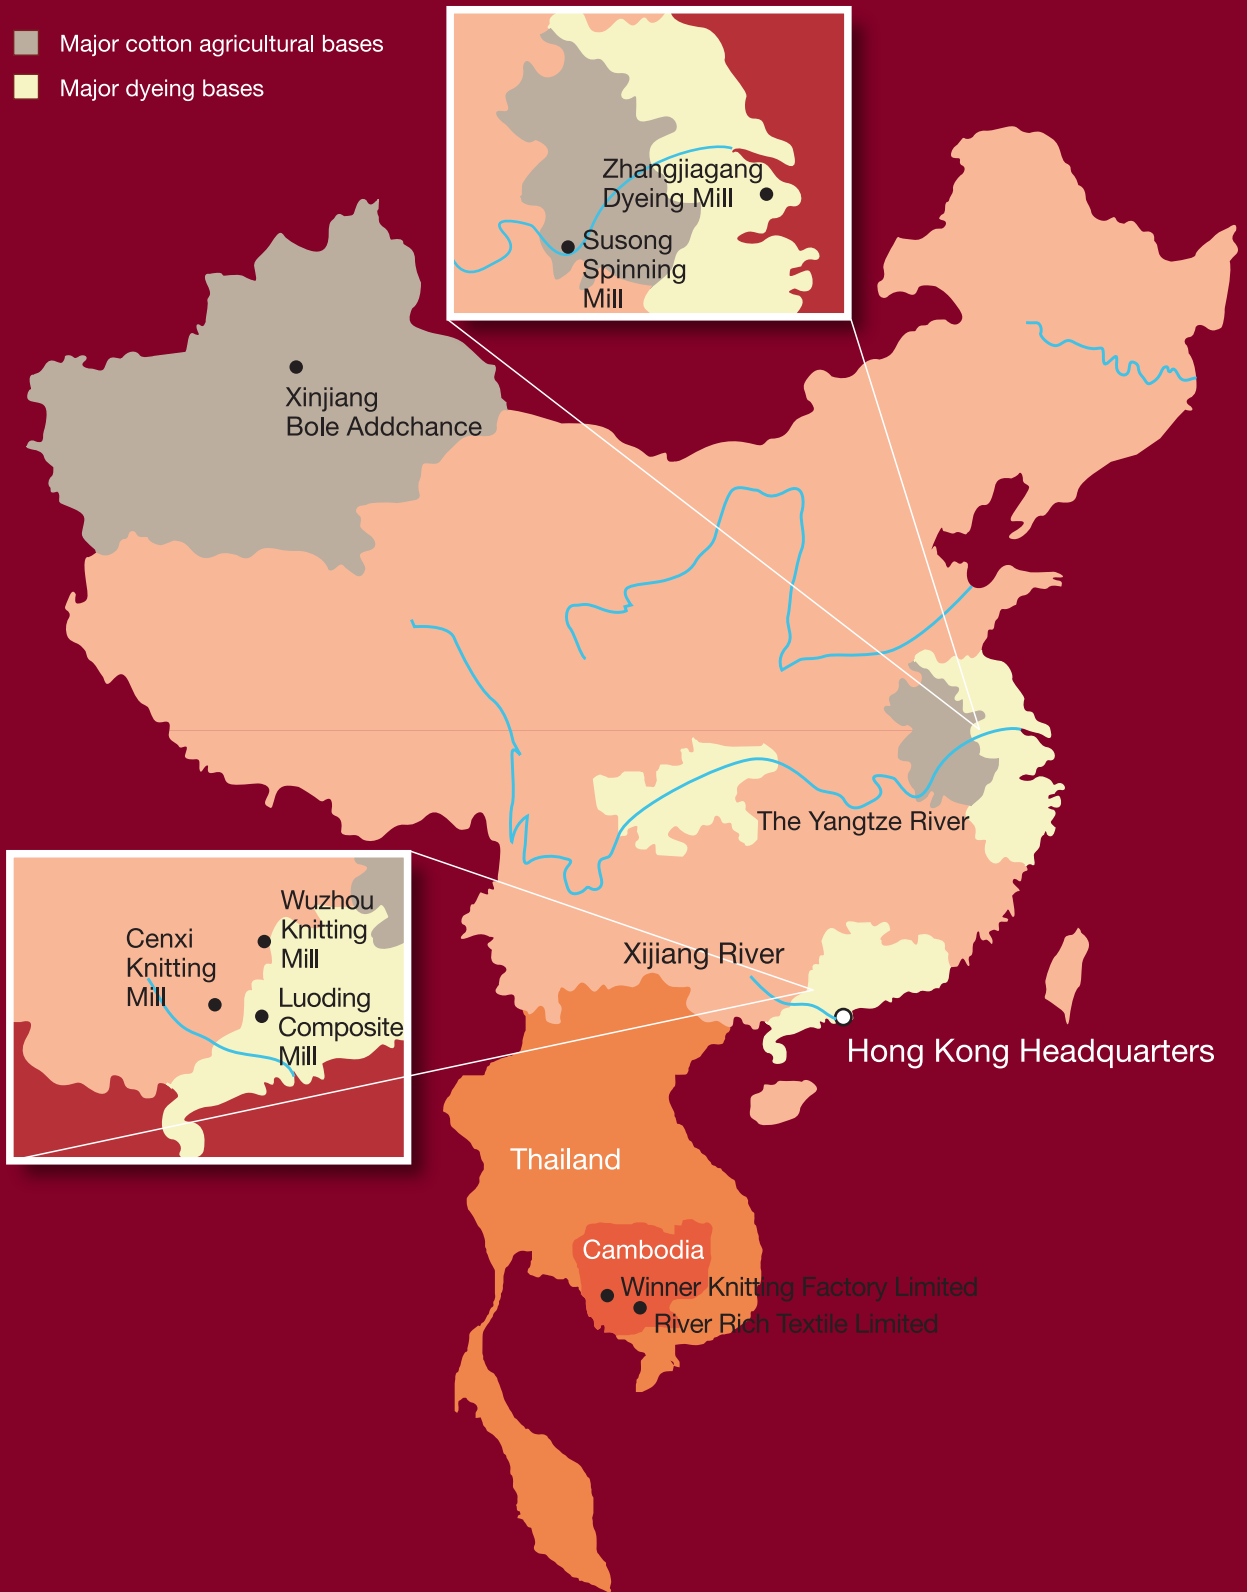 Major cotton agricultural bases
Major dyeing bases
Zhangjiagang
Dyeing Mill
Susong
Spinning
Mill
Xinjiang
Bole Addchance
The Yangtze River
Wuzhou
Knitting
Mill
Cenxi
Knitting
Mill
Luoding
Composite
Mill
Xijiang River
Hong Kong Headquarters
Thailand
Cambodia
Winner Knitting Factory Limited
River Rich Textile Limited